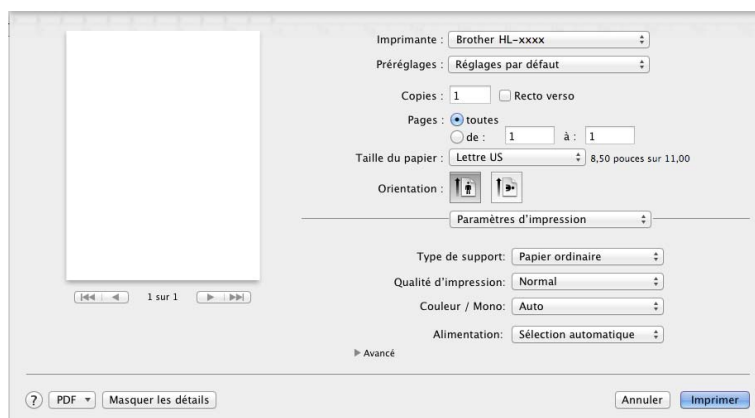 Imprimante : Brother HL-xxxx
Préréglages : Réglages par défaut
Copies : 1 Recto verso
Pages : toutes
de : 1 à : 1
Taille du papier : Lettre US 8,50 pouces sur 11,00
Orientation :
Paramètres d'impression
Type de support: Papier ordinaire
Qualité d'impression: Normal
Couleur / Mono: Auto
Alimentation: Sélection automatique
Avancé
1 sur 1
? PDF Masquer les détails Annuler Imprimer